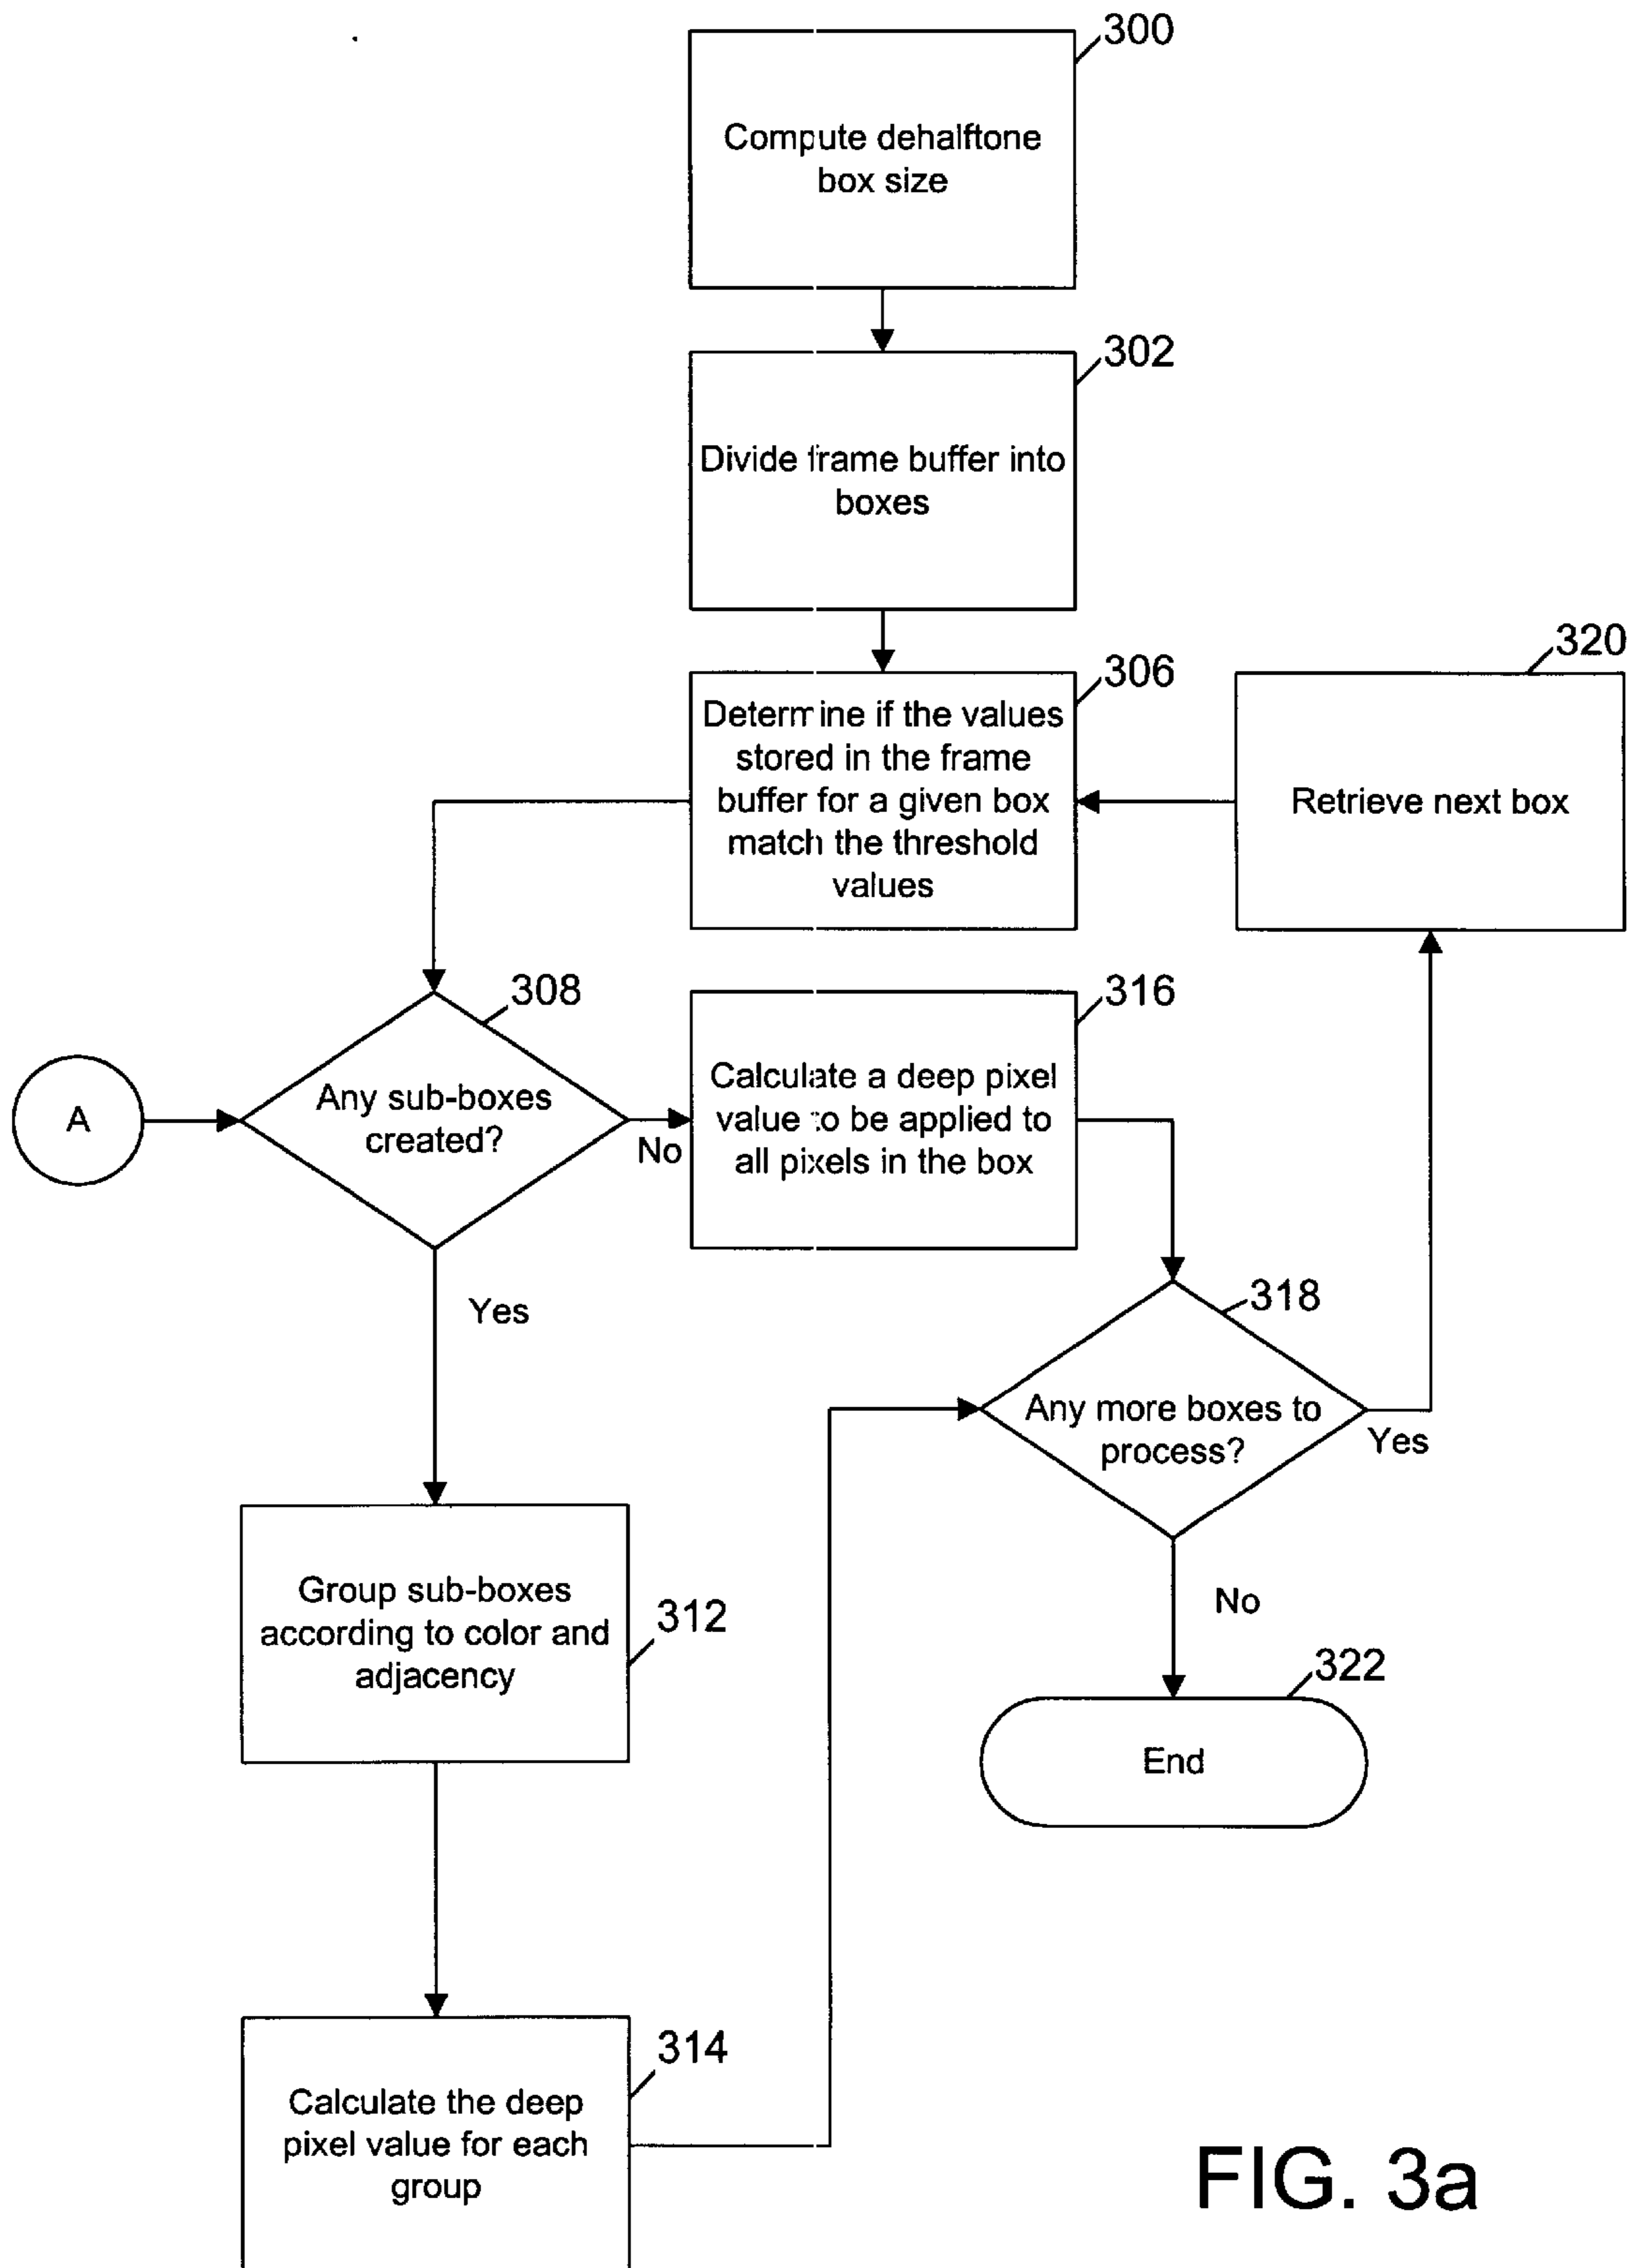 300
Compute dehalftone
box size
302
Divide frame buffer into
boxes
306
Determine if the values
stored in the frame
buffer for a given box
match the threshold
values
320
Retrieve next box
308
Any sub-boxes
created?
A
No
Yes
316
Calculate a deep pixel
value to be applied to
all pixels in the box
318
Any more boxes to
process?
Yes
No
312
Group sub-boxes
according to color and
adjacency
322
End
314
Calculate the deep
pixel value for each
group
FIG. 3a